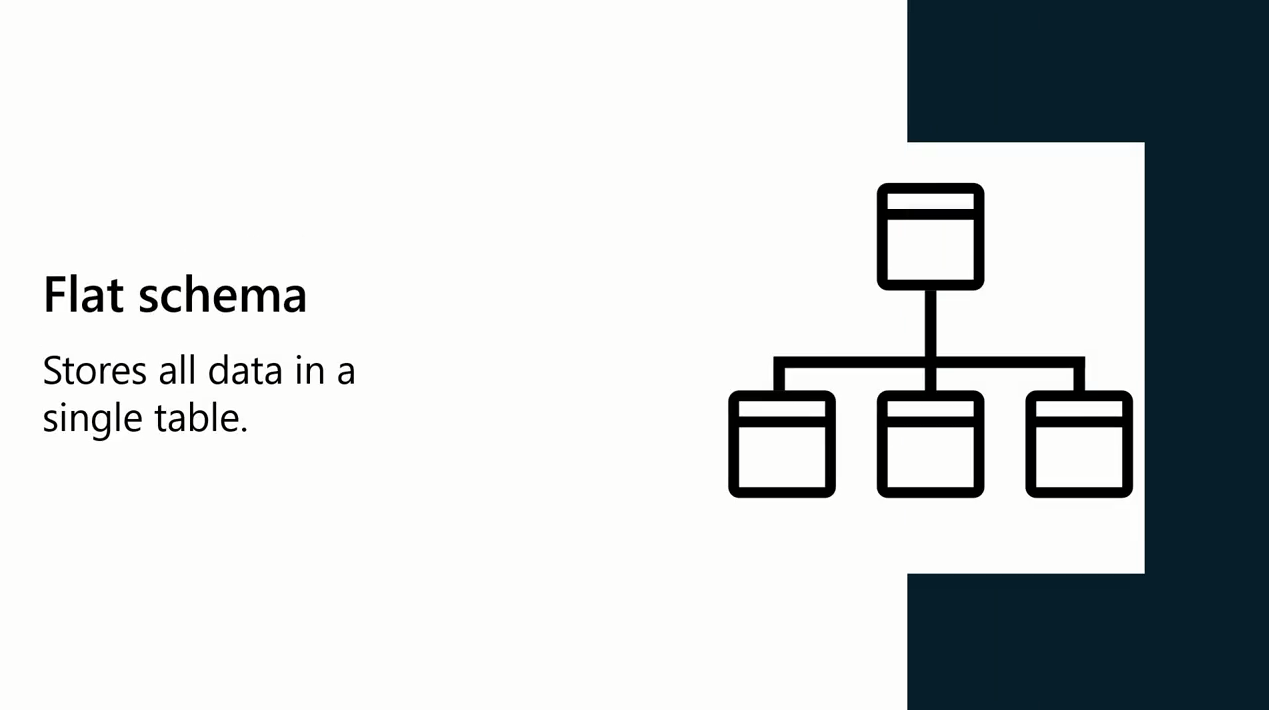 Flat schema
Stores all data in a
single table.